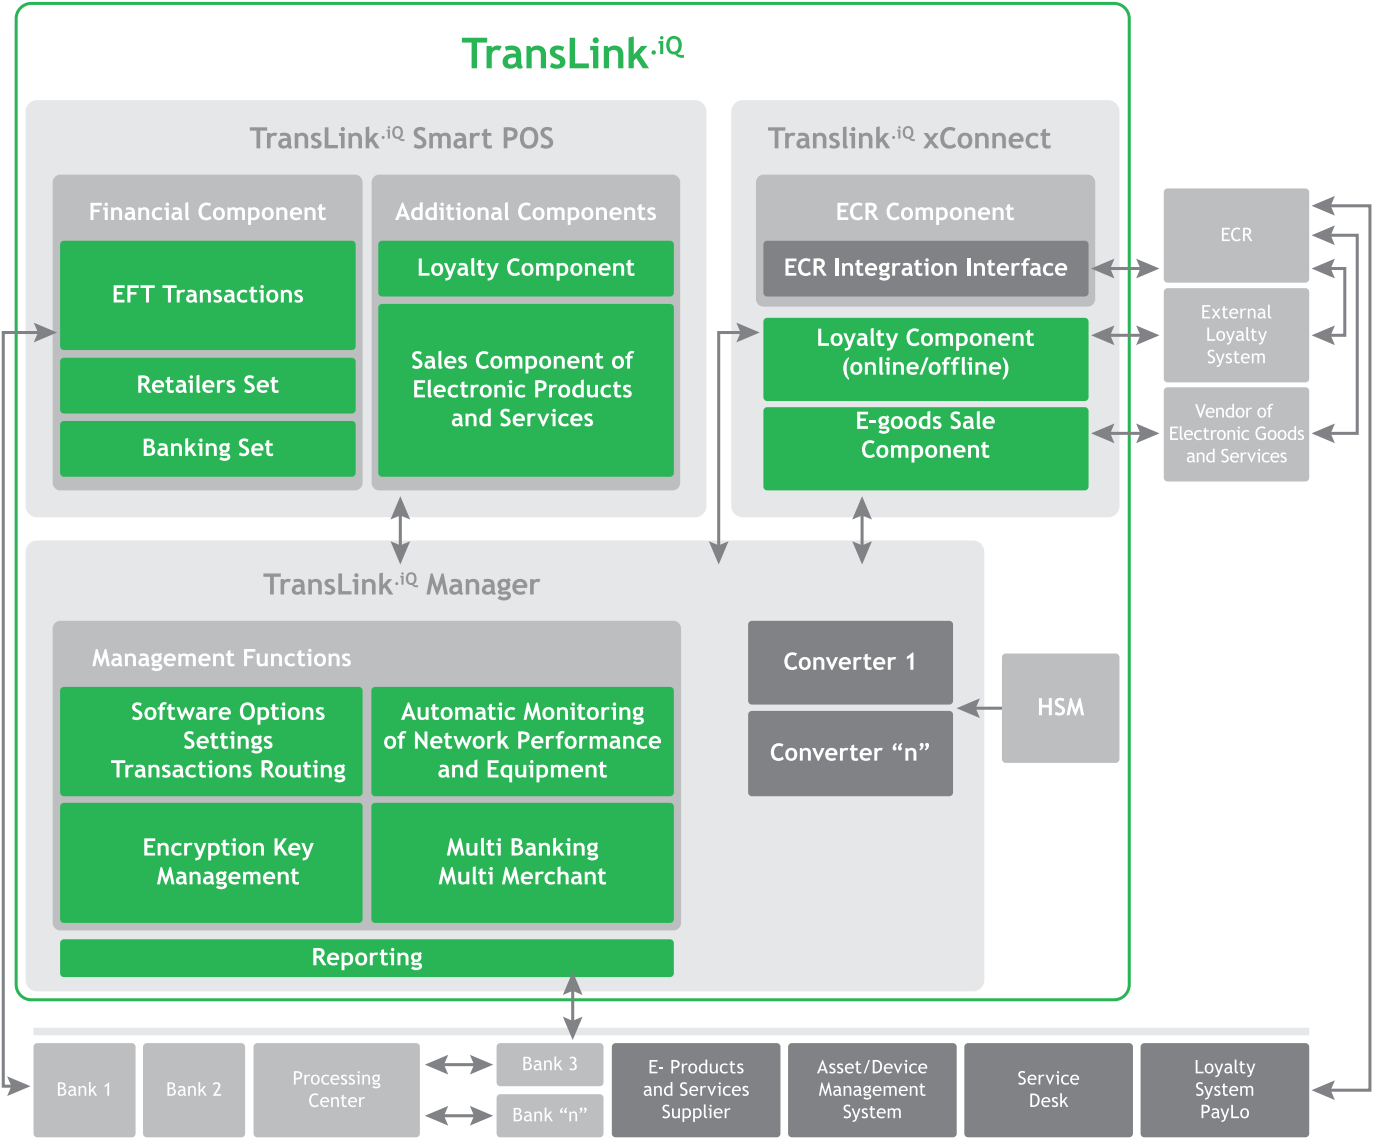 TransLink.iQ
TransLink.iQ Smart POS
Financial Component
EFT Transactions
Retailers Set
Banking Set
Additional Components
Loyalty Component
Sales Component of
Electronic Products
and Services
Translink.iQ xConnect
ECR Component
ECR Integration Interface
Loyalty Component
(online/offline)
E-goods Sale
Component
ECR
External
Loyalty
System
Vendor of
Electronic Goods
and Services
TransLink.iQ Manager
Management Functions
Software Options
Settings
Transactions Routing
Automatic Monitoring
of Network Performance
and Equipment
Encryption Key
Management
Multi Banking
Multi Merchant
Reporting
Converter 1
Converter “n”
HSM
Bank 1
Bank 2
Processing
Center
Bank 3
Bank “n”
E- Products
and Services
Supplier
Asset/Device
Management
System
Service
Desk
Loyalty
System
PayLo